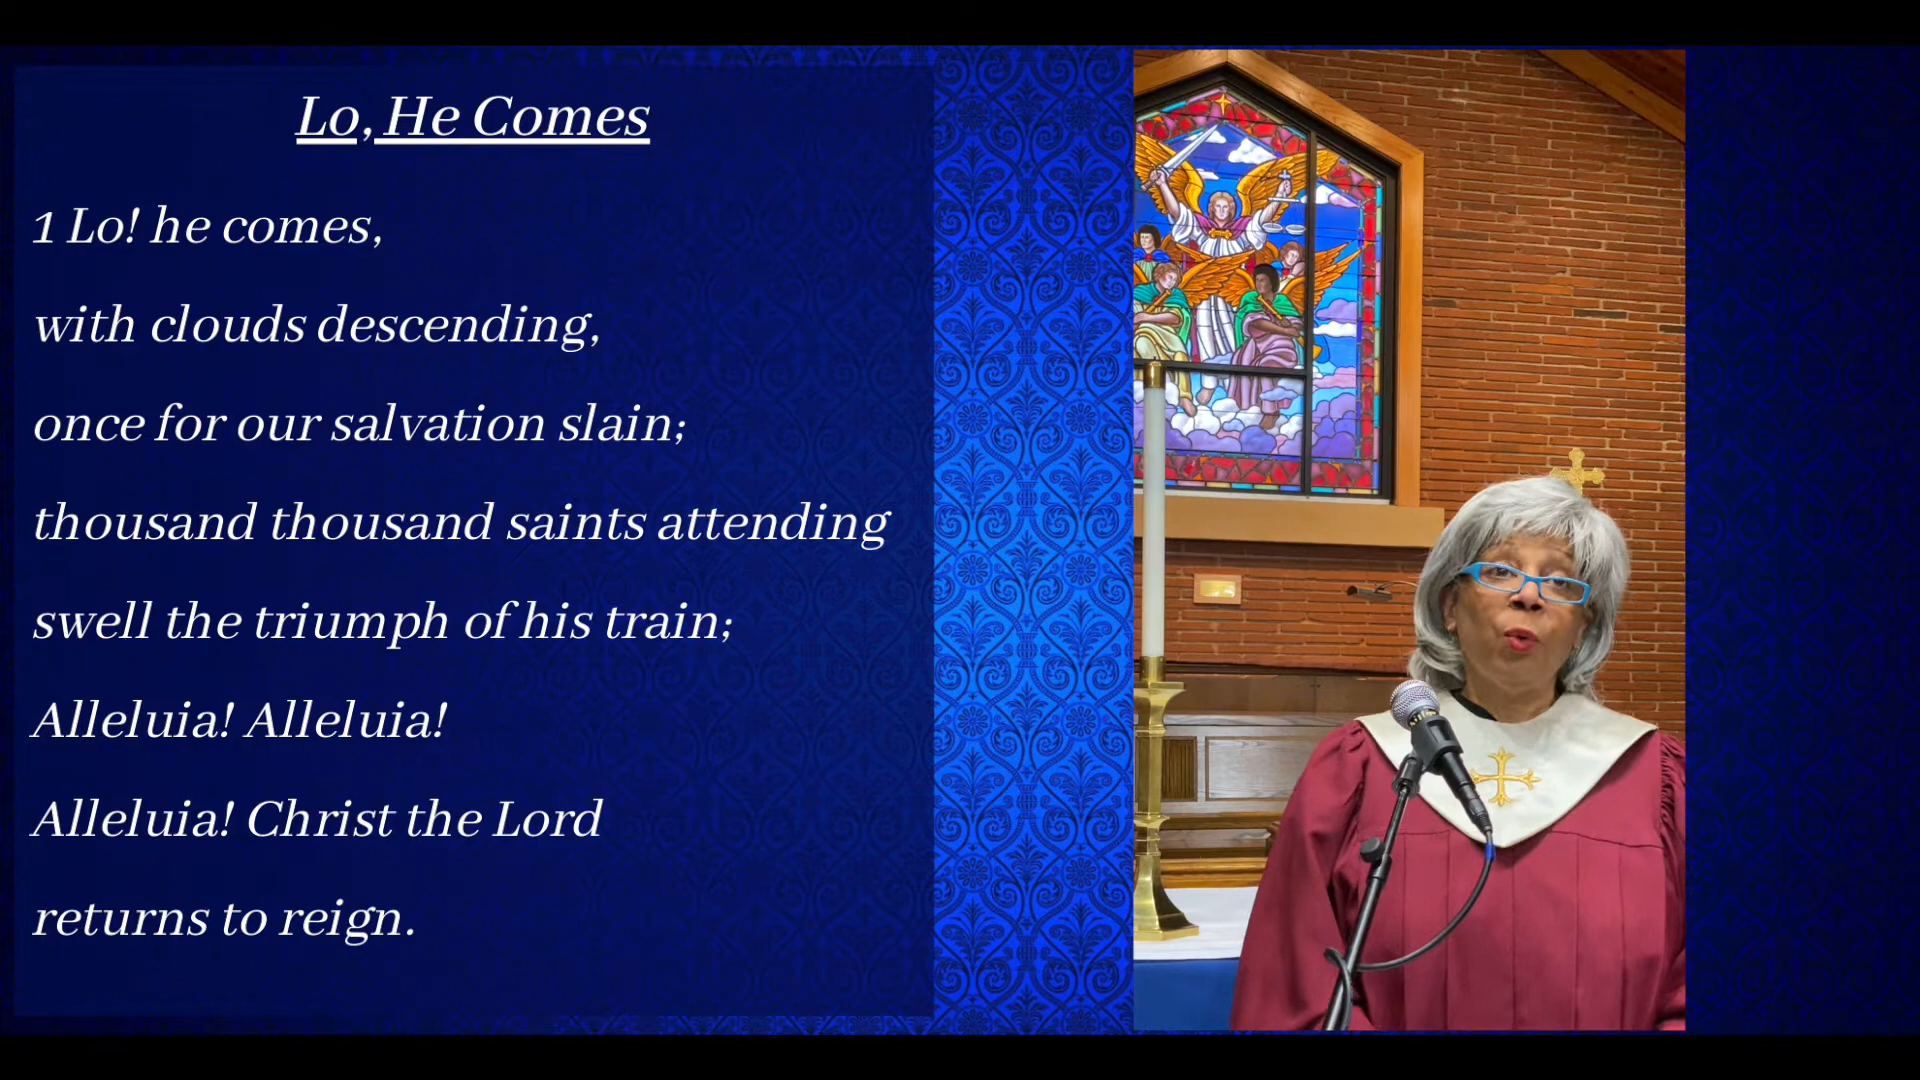 Lo, He Comes
1 Lo! he comes,
with clouds descending,
once for our salvation slain;
thousand thousand saints attending
swell the triumph of his train;
Alleluia! Alleluia!
Alleluia! Christ the Lord
returns to reign.